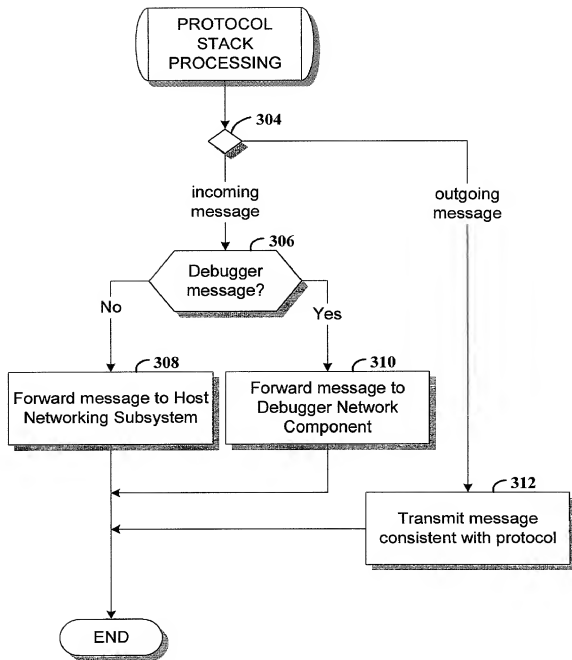 PROTOCOL
STACK
PROCESSING
304
incoming
message
outgoing
message
306
Debugger
message?
No
Yes
308
Forward message to Host
Networking Subsystem
310
Forward message to
Debugger Network
Component
312
Transmit message
consistent with protocol
END